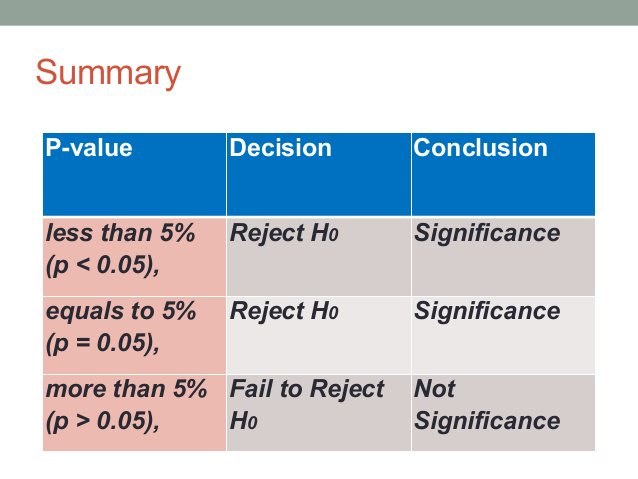 Summary
P-value Decision Conclusion
less than 5% (p < 0.05), Reject H0 Significance
equals to 5% (p = 0.05), Reject H0 Significance
more than 5% (p > 0.05), Fail to Reject H0 Not Significance